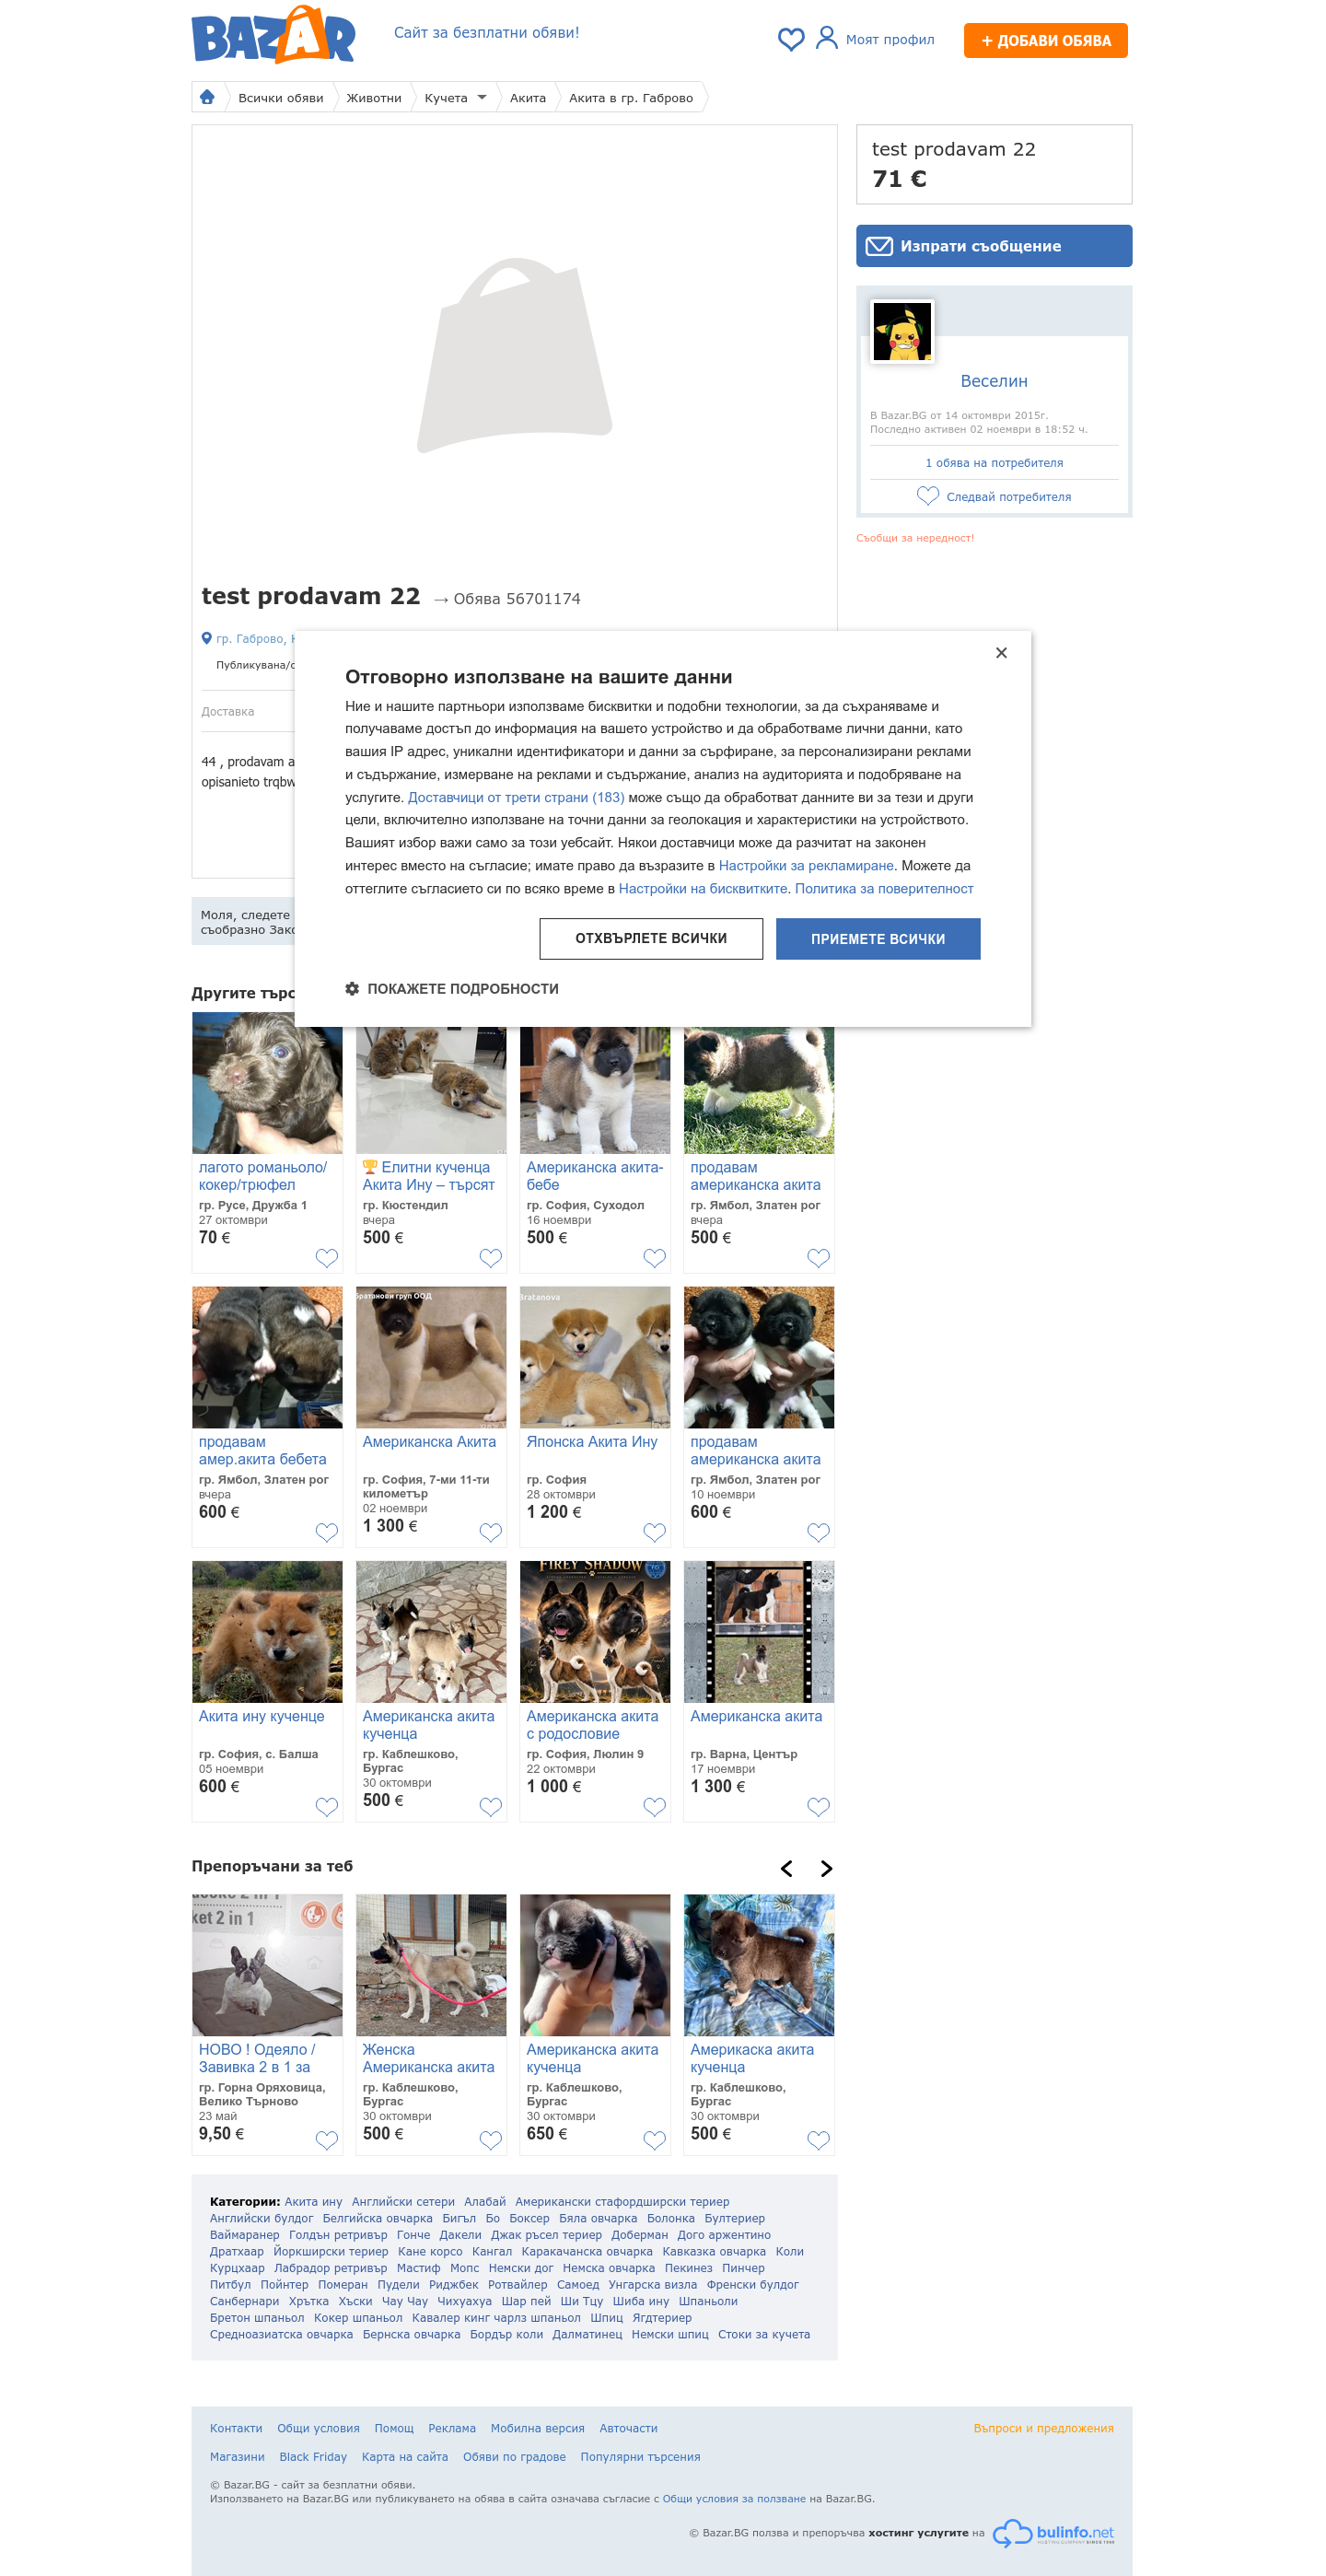 BAZAR
Сайт за безплатни обяви!
Моят профил
+ ДОБАВИ ОБЯВА
Всички обяви
Животни
Кучета
Акита
Акита в гр. Габрово
test prodavam 22
71 €
Изпрати съобщение
Веселин
В Bazar.BG от 14 октомври 2015г.
Последно активен 02 ноември в 18:52 ч.
1 обява на потребителя
Следвай потребителя
Съобщи за нередност!
test prodavam 22 → Обява 56701174
гр. Габрово,
Публикувана/
Доставка
44 , prodavam
opisanieto
Моля, следете
съобразно
Другите
×
Отговорно използване на вашите данни
Ние и нашите партньори използваме бисквитки и подобни технологии, за да съхраняваме и
получаваме достъп до информация на вашето устройство и да обработваме лични данни, като
вашия IP адрес, уникални идентификатори и данни за сърфиране, за персонализирани реклами
и съдържание, измерване на реклами и съдържание, анализ на аудиторията и подобряване на
услугите. Доставчици от трети страни (183) може също да обработват данните ви за тези и други
цели, включително използване на точни данни за геолокация и характеристики на устройството.
Вашият избор важи само за този уебсайт. Някои доставчици може да разчитат на законен
интерес вместо на съгласие; имате право да възразите в Настройки за рекламиране. Можете да
оттеглите съгласието си по всяко време в Настройки на бисквитките. Политика за поверителност
ОТХВЪРЛЕТЕ ВСИЧКИ
ПРИЕМЕТЕ ВСИЧКИ
ПОКАЖЕТЕ ПОДРОБНОСТИ
лагото романьоло/
кокер/трюфел
гр. Русе, Дружба 1
27 октомври
70 €
🏆 Елитни кученца
Акита Ину – търсят
гр. Кюстендил
вчера
500 €
Американска акита-
бебе
гр. София, Суходол
16 ноември
500 €
продавам
американска акита
гр. Ямбол, Златен рог
вчера
500 €
продавам
амер.акита бебета
гр. Ямбол, Златен рог
вчера
600 €
Братанови груп ООД
Американска Акита
гр. София, 7-ми 11-ти
километър
02 ноември
1 300 €
Bratanova
Японска Акита Ину
гр. София
28 октомври
1 200 €
продавам
американска акита
гр. Ямбол, Златен рог
10 ноември
600 €
Акита ину кученце
гр. София, с. Балша
05 ноември
600 €
Американска акита
кученца
гр. Каблешково,
Бургас
30 октомври
500 €
FIREY SHADOW
Американска акита
с родословие
гр. София, Люлин 9
22 октомври
1 000 €
Американска акита
гр. Варна, Център
17 ноември
1 300 €
Препоръчани за теб
ket 2 in 1
НОВО ! Одеяло /
Завивка 2 в 1 за
гр. Горна Оряховица,
Велико Търново
23 май
9,50 €
Женска
Американска акита
гр. Каблешково,
Бургас
30 октомври
500 €
Американска акита
кученца
гр. Каблешково,
Бургас
30 октомври
650 €
Америкаска акита
кученца
гр. Каблешково,
Бургас
30 октомври
500 €
Категории: Акита ину Английски сетери Алабай Американски стафордширски териер
Английски булдог Белгийска овчарка Бигъл Бо Боксер Бяла овчарка Болонка Бултериер
Ваймаранер Голдън ретривър Гонче Дакели Джак ръсел териер Доберман Дого аржентино
Дратхаар Йоркширски териер Кане корсо Кангал Каракачанска овчарка Кавказка овчарка Коли
Курцхаар Лабрадор ретривър Мастиф Мопс Немски дог Немска овчарка Пекинез Пинчер
Питбул Пойнтер Померан Пудели Риджбек Ротвайлер Самоед Унгарска визла Френски булдог
Санбернари Хрътка Хъски Чау Чау Чихуахуа Шар пей Ши Тцу Шиба ину Шпаньоли
Бретон шпаньол Кокер шпаньол Кавалер кинг чарлз шпаньол Шпиц Ягдтериер
Средноазиатска овчарка Бернска овчарка Бордър коли Далматинец Немски шпиц Стоки за кучета
Контакти Общи условия Помощ Реклама Мобилна версия Авточасти
Въпроси и предложения
Магазини Black Friday Карта на сайта Обяви по градове Популярни търсения
© Bazar.BG - сайт за безплатни обяви.
Използването на Bazar.BG или публикуването на обява в сайта означава съгласие с Общи условия за ползване на Bazar.BG.
© Bazar.BG ползва и препоръчва хостинг услугите на
bulinfo.net
HOSTING COMPANY SINCE 1998